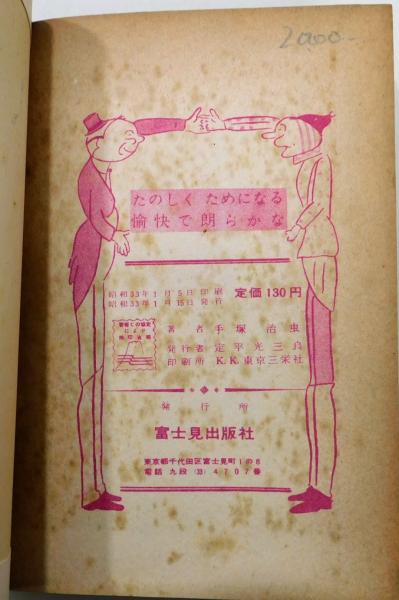 2000-
たのしく ためになる
愉快で朗らかな
昭和33年1月5日印刷
昭和33年1月15日発行
定価130円
著者 手塚治虫
発行者 定平光三良
印刷所 K.K.東京三栄社
発行所
富士見出版社
東京都千代田区富士見町1の8
電話 九段(33)4707番